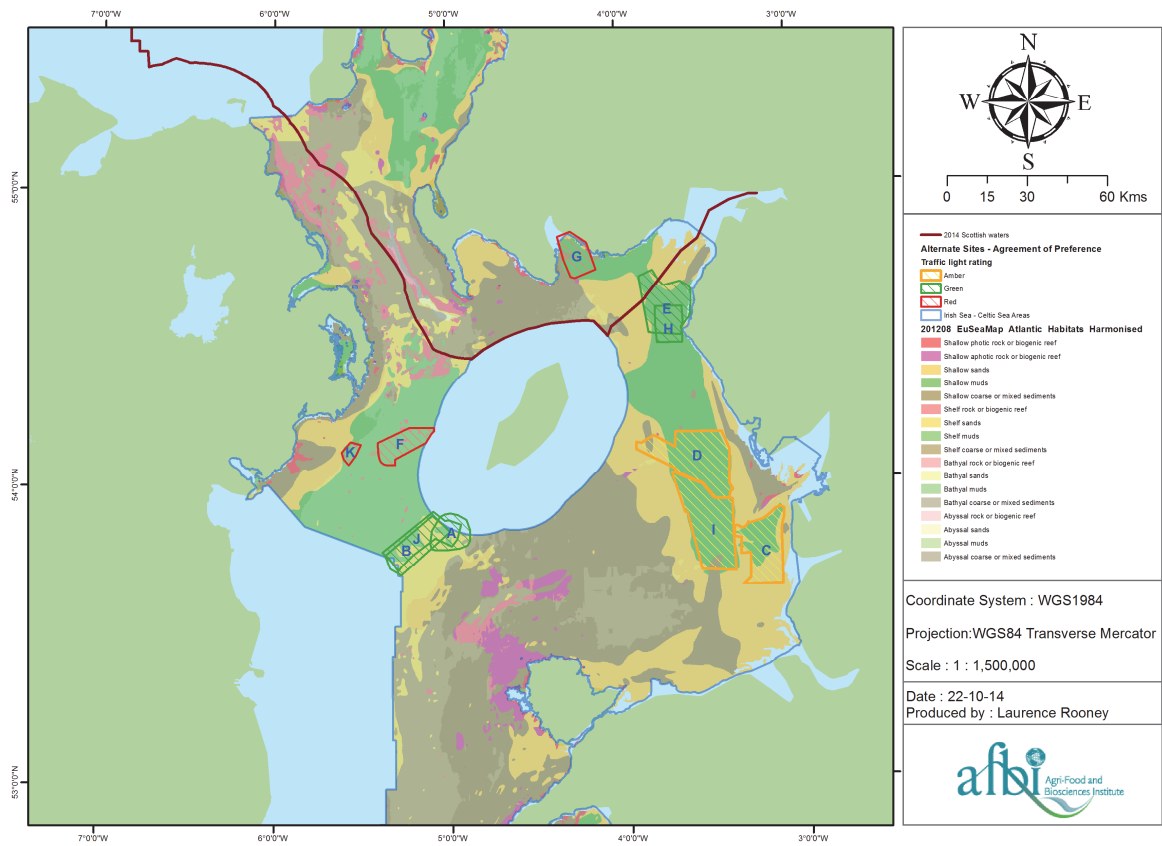 7°0'0"W 6°0'0"W 5°0'0"W 4°0'0"W 3°0'0"W
55°0'0"N
54°0'0"N
53°0'0"N
G
E
H
K
F
D
I
A
J
B
C
7°0'0"W 6°0'0"W 5°0'0"W 4°0'0"W 3°0'0"W
N
W E
S
0 15 30 60 Kms
2014 Scottish waters
Alternate Sites - Agreement of Preference
Traffic light rating
Amber
Green
Red
Irish Sea - Celtic Sea Areas
201208 EuSeaMap Atlantic Habitats Harmonised
Shallow photic rock or biogenic reef
Shallow aphotic rock or biogenic reef
Shallow sands
Shallow muds
Shallow coarse or mixed sediments
Shelf rock or biogenic reef
Shelf sands
Shelf muds
Shelf coarse or mixed sediments
Bathyal rock or biogenic reef
Bathyal sands
Bathyal muds
Bathyal coarse or mixed sediments
Abyssal rock or biogenic reef
Abyssal sands
Abyssal muds
Abyssal coarse or mixed sediments
Coordinate System : WGS1984
Projection:WGS84 Transverse Mercator
Scale : 1 : 1,500,000
Date : 22-10-14
Produced by : Laurence Rooney
afbi
Agri-Food and
Biosciences Institute